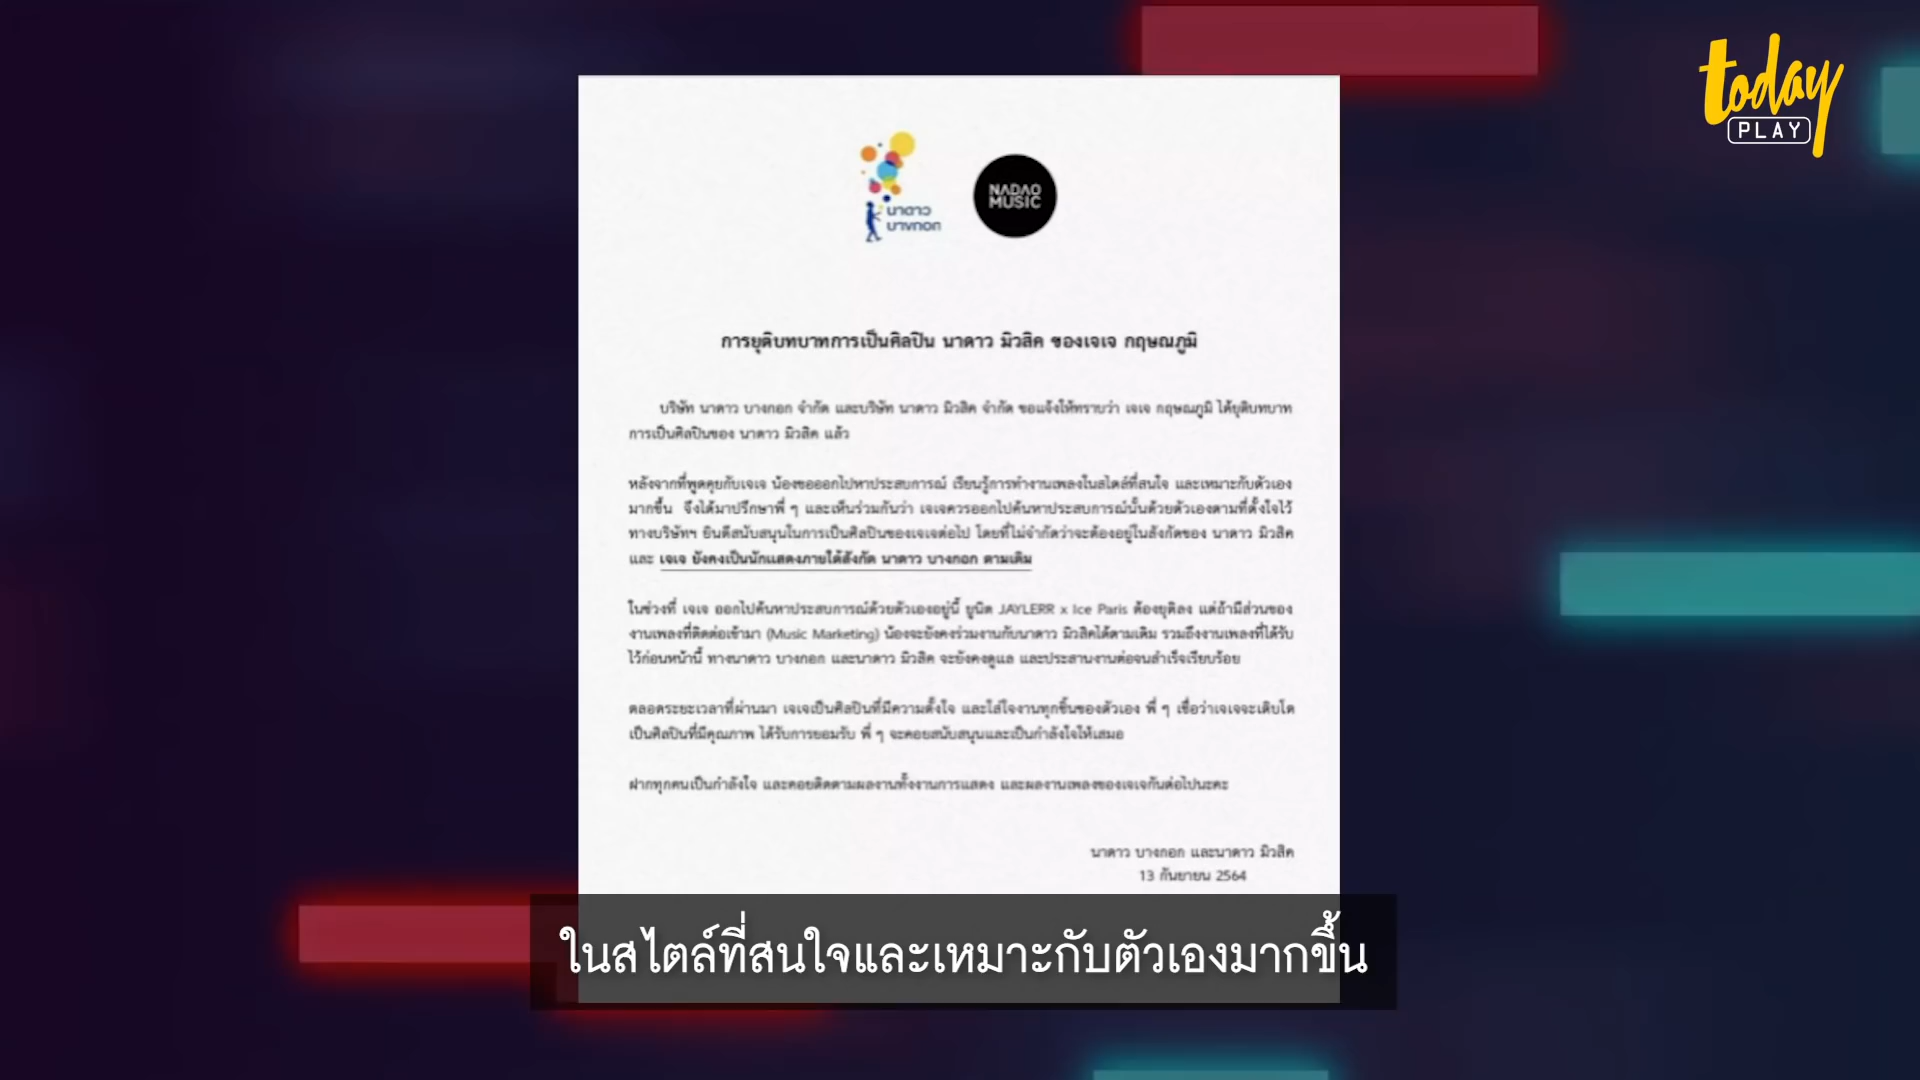 today
PLAY
นาดาว
บางกอก
NADAO
MUSIC
การยุติบทบาทการเป็นศิลปิน นาดาว มิวสิค ของเจเจ กฤษณภูมิ
บริษัท นาดาว บางกอก จำกัด และบริษัท นาดาว มิวสิค จำกัด ขอแจ้งให้ทราบว่า เจเจ กฤษณภูมิ ได้ยุติบทบาท
การเป็นศิลปินของ นาดาว มิวสิค แล้ว
หลังจากที่พูดคุยกับเจเจ น้องขอออกไปหาประสบการณ์ เรียนรู้การทำงานเพลงในสไตล์ที่สนใจ และเหมาะกับตัวเอง
มากขึ้น จึงได้มาปรึกษาพี่ ๆ และเห็นร่วมกันว่า เจเจควรออกไปค้นหาประสบการณ์นั้นด้วยตัวเองตามที่ตั้งใจไว้
ทางบริษัทฯ ยินดีสนับสนุนในการเป็นศิลปินของเจเจต่อไป โดยที่ไม่จำกัดว่าจะต้องอยู่ในสังกัดของ นาดาว มิวสิค
และ เจเจ ยังคงเป็นนักแสดงภายใต้สังกัด นาดาว บางกอก ตามเดิม
ในช่วงที่ เจเจ ออกไปค้นหาประสบการณ์ด้วยตัวเองอยู่นี้ ยูนิต JAYLERR x Ice Paris ต้องยุติลง แต่ถ้ามีส่วนของ
งานเพลงที่ติดต่อเข้ามา (Music Marketing) น้องจะยังคงร่วมงานกับนาดาว มิวสิคได้ตามเดิม รวมถึงงานเพลงที่ได้รับ
ไว้ก่อนหน้านี้ ทางนาดาว บางกอก และนาดาว มิวสิค จะยังคงดูแล และประสานงานต่อจนสำเร็จเรียบร้อย
ตลอดระยะเวลาที่ผ่านมา เจเจเป็นศิลปินที่มีความตั้งใจ และใส่ใจงานทุกชิ้นของตัวเอง พี่ ๆ เชื่อว่าเจเจจะเติบโต
เป็นศิลปินที่มีคุณภาพ ได้รับการยอมรับ พี่ ๆ จะคอยสนับสนุนและเป็นกำลังใจให้เสมอ
ฝากทุกคนเป็นกำลังใจ และคอยติดตามผลงานทั้งงานการแสดง และผลงานเพลงของเจเจกันต่อไปนะคะ
นาดาว บางกอก และนาดาว มิวสิค
13 กันยายน 2564
ในสไตล์ที่สนใจและเหมาะกับตัวเองมากขึ้น